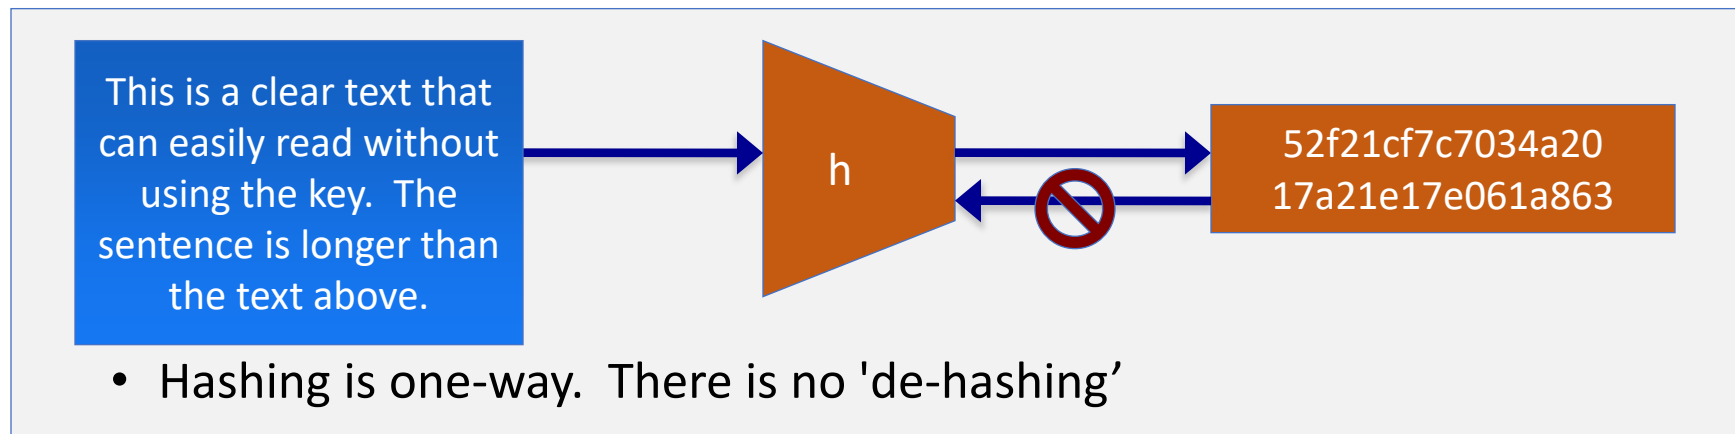 This is a clear text that
can easily read without
using the key.  The
sentence is longer than
the text above.
h
52f21cf7c7034a20
17a21e17e061a863
• Hashing is one-way.  There is no 'de-hashing’